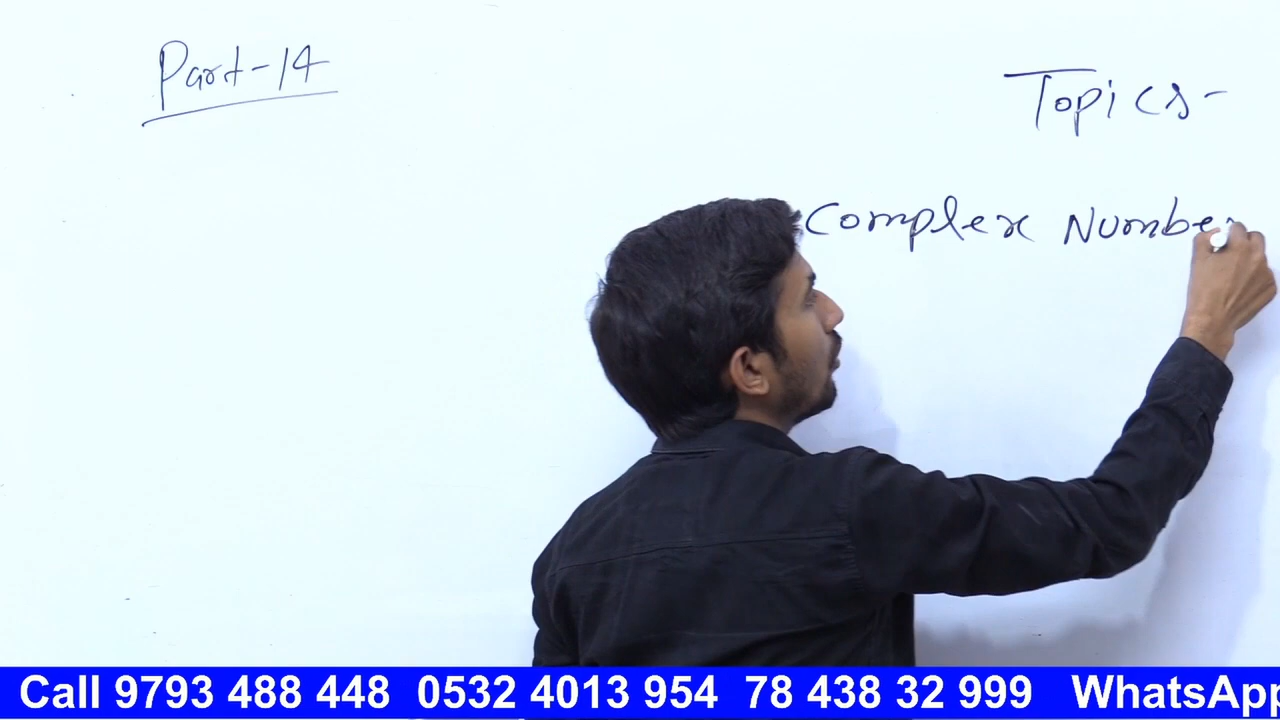 Part-14
Topics-
Complex Number
Call 9793 488 448 0532 4013 954 78 438 32 999 WhatsApp